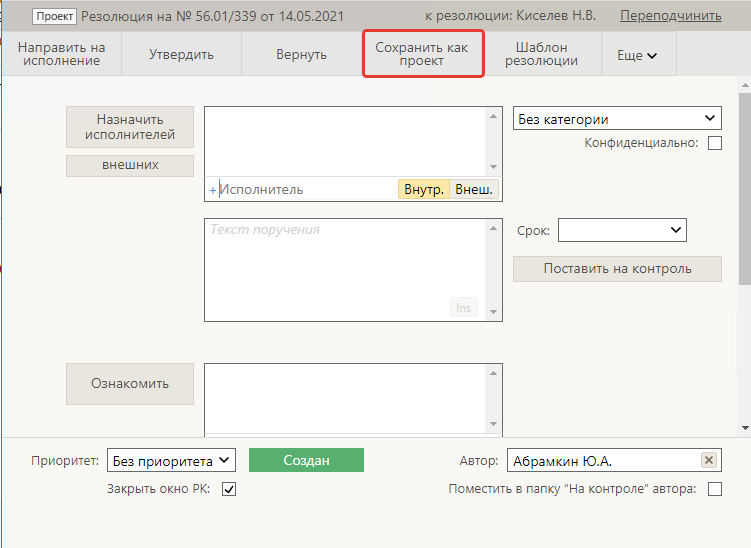 Проект Резолюция на № 56.01/339 от 14.05.2021 к резолюции: Киселев Н.В. Переподчинить
Направить на исполнение Утвердить Вернуть Сохранить как проект Шаблон резолюции Еще
Назначить исполнителей
Без категории
Конфиденциально:
внешних
+Исполнитель Внутр. Внеш.
Текст поручения
Срок:
Поставить на контроль
Ins
Ознакомить
Приоритет: Без приоритета Создан Автор: Абрамкин Ю.А.
Закрыть окно РК: Поместить в папку “На контроле” автора: